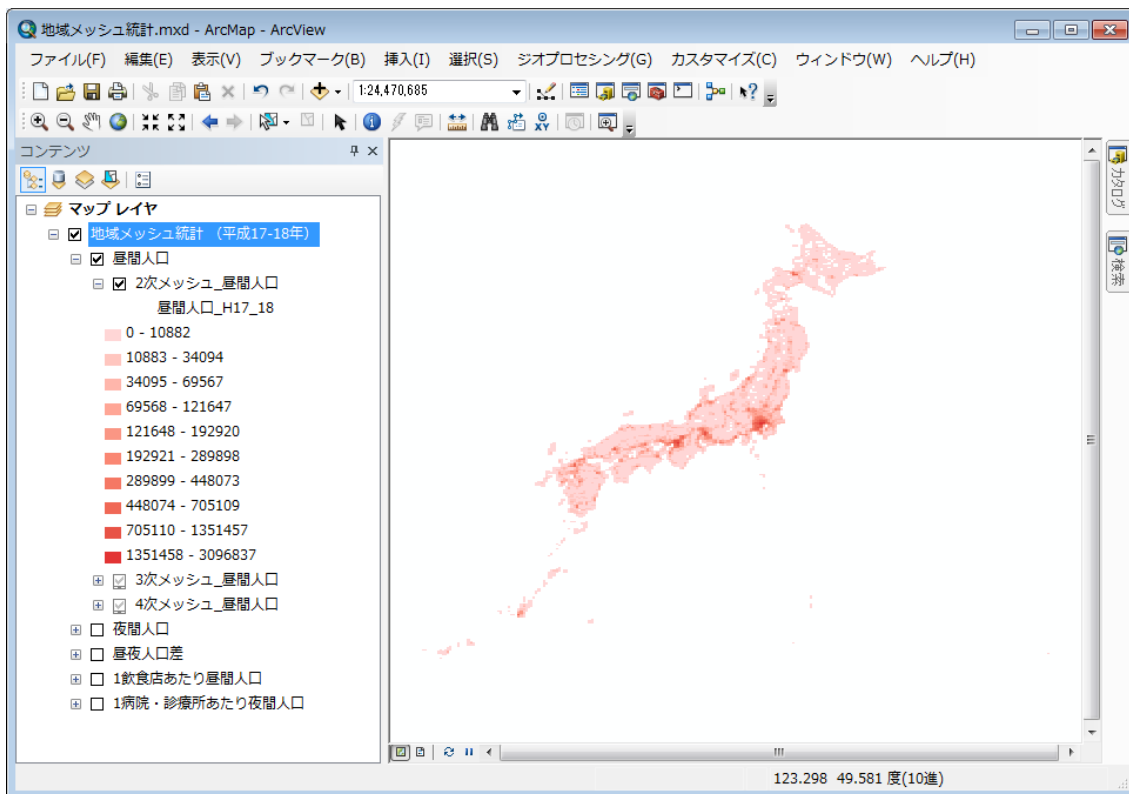 地域メッシュ統計.mxd - ArcMap - ArcView
ファイル(F) 編集(E) 表示(V) ブックマーク(B) 挿入(I) 選択(S) ジオプロセシング(G) カスタマイズ(C) ウィンドウ(W) ヘルプ(H)
1:24,470,685
コンテンツ
マップ レイヤ
地域メッシュ統計 (平成17-18年)
昼間人口
2次メッシュ_昼間人口
昼間人口_H17_18
0 - 10882
10883 - 34094
34095 - 69567
69568 - 121647
121648 - 192920
192921 - 289898
289899 - 448073
448074 - 705109
705110 - 1351457
1351458 - 3096837
3次メッシュ_昼間人口
4次メッシュ_昼間人口
夜間人口
昼夜人口差
1飲食店あたり昼間人口
1病院・診療所あたり夜間人口
カタログ
検索
123.298 49.581 度(10進)